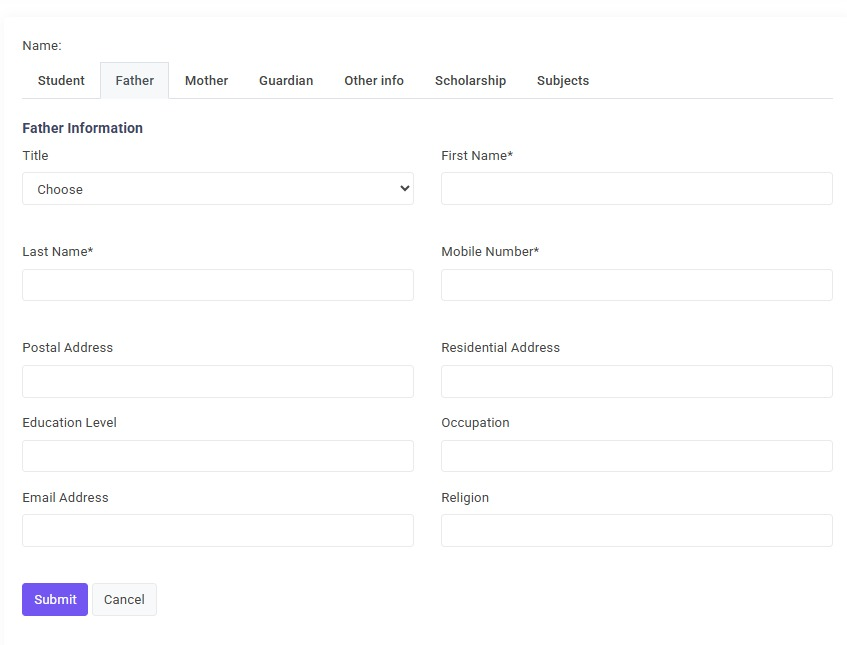 Name:
Student Father Mother Guardian Other info Scholarship Subjects
Father Information
Title First Name*
Choose
Last Name* Mobile Number*
Postal Address Residential Address
Education Level Occupation
Email Address Religion
Submit Cancel